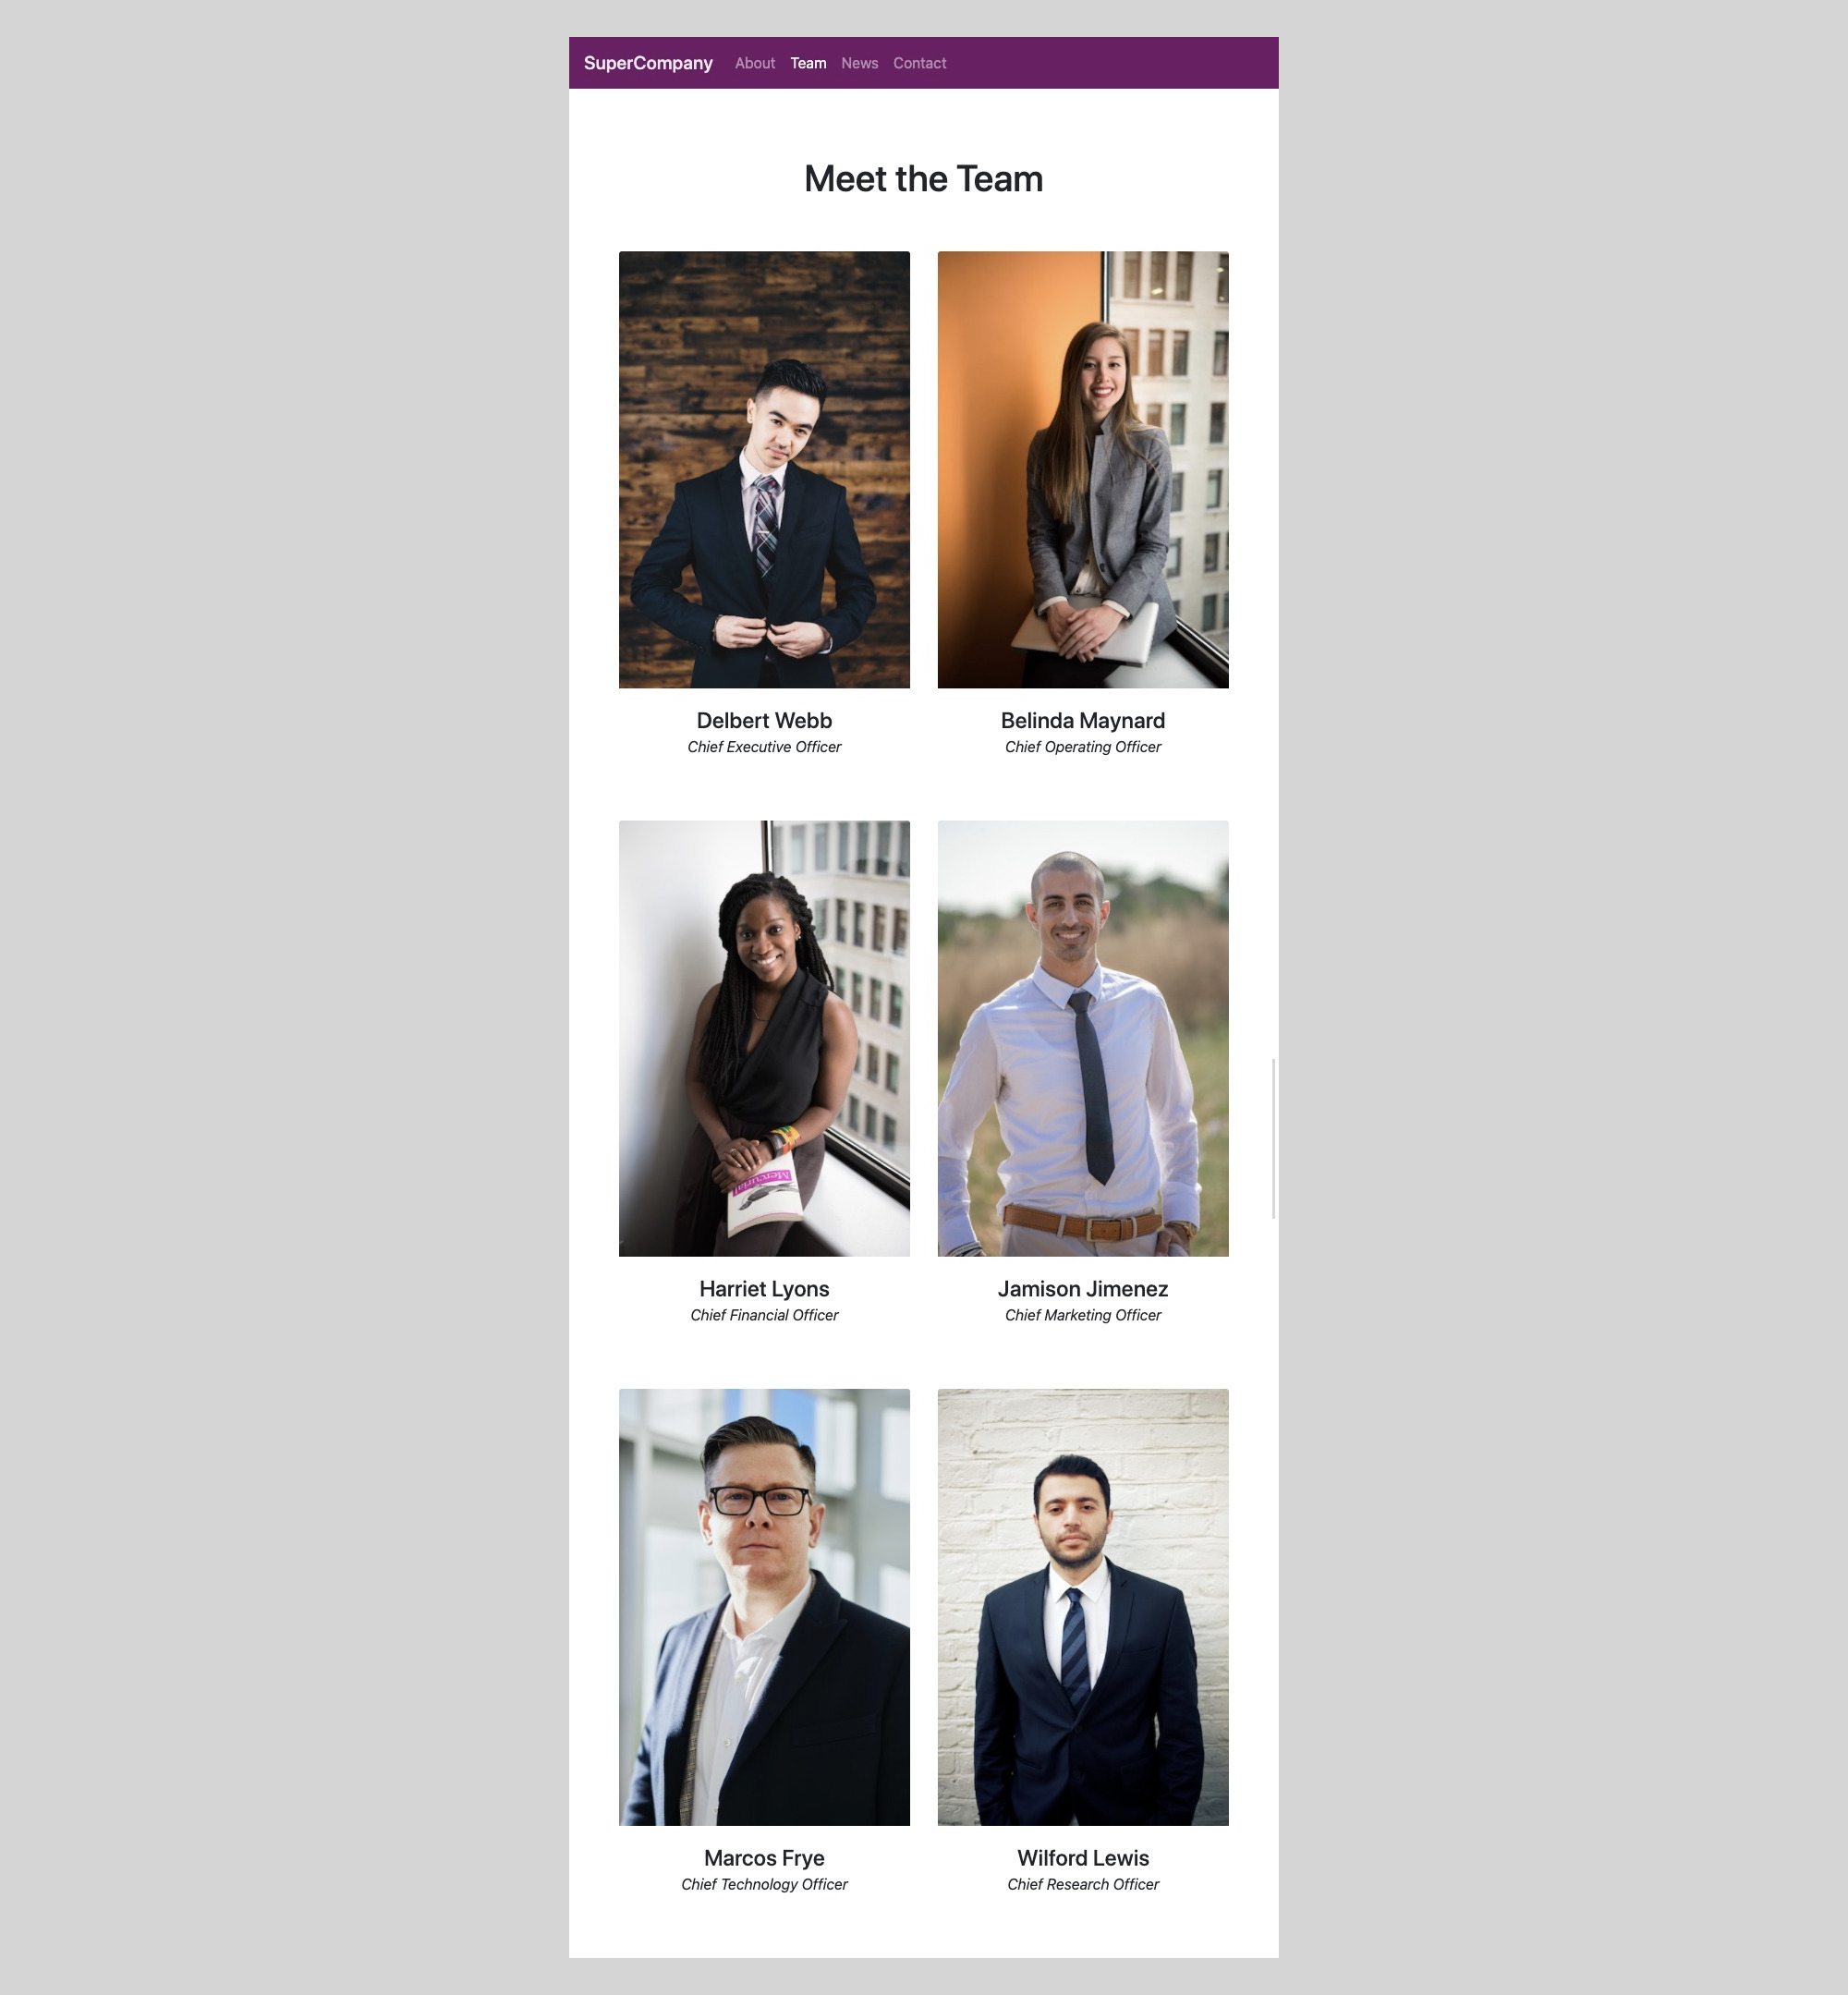 SuperCompany About Team News Contact
Meet the Team
Delbert Webb
Chief Executive Officer
Belinda Maynard
Chief Operating Officer
Mercurial
Harriet Lyons
Chief Financial Officer
Jamison Jimenez
Chief Marketing Officer
Marcos Frye
Chief Technology Officer
Wilford Lewis
Chief Research Officer